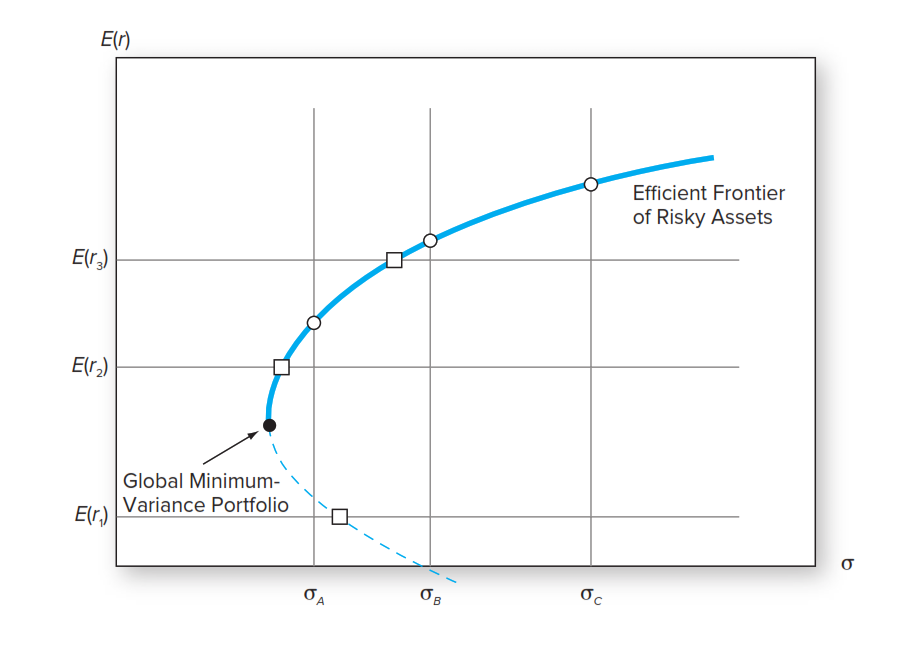 E(r)
Efficient Frontier
of Risky Assets
E(r₃)
E(r₂)
Global Minimum-
Variance Portfolio
E(r₁)
σ
σA
σB
σC